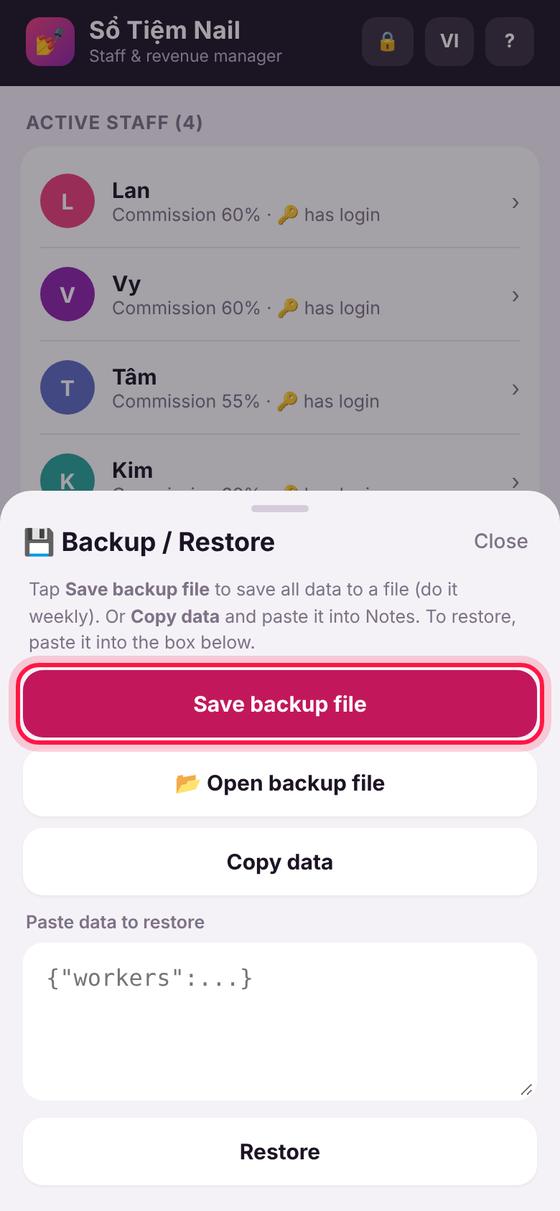 Sổ Tiệm Nail
Staff & revenue manager
🔒
VI
?
ACTIVE STAFF (4)
L
Lan
Commission 60% · 🔑 has login
›
V
Vy
Commission 60% · 🔑 has login
›
T
Tâm
Commission 55% · 🔑 has login
›
K
Kim
›
💾 Backup / Restore
Close
Tap Save backup file to save all data to a file (do it
weekly). Or Copy data and paste it into Notes. To restore,
paste it into the box below.
Save backup file
📂 Open backup file
Copy data
Paste data to restore
{"workers":...}
Restore